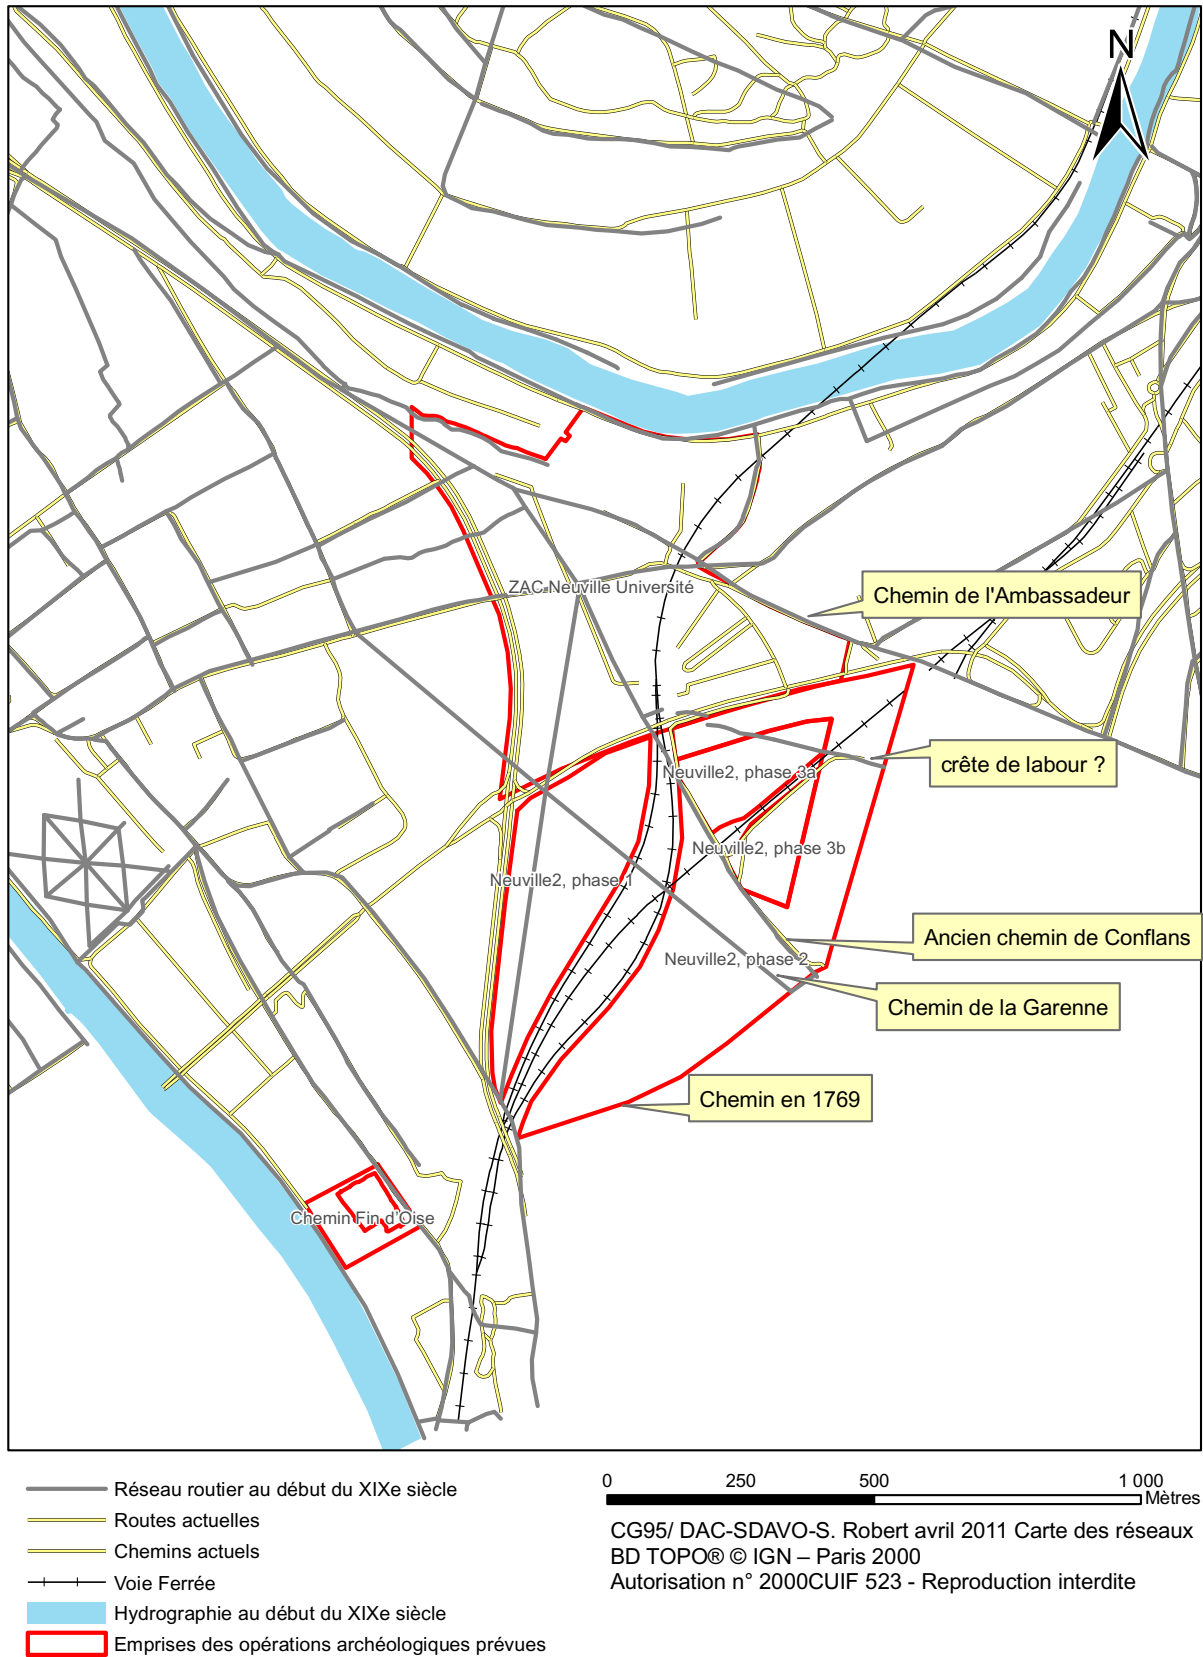 N
ZAC Neuville Université
Chemin de l'Ambassadeur
crête de labour ?
Neuville2, phase 3a
Neuville2, phase 3b
Neuville2, phase 1
Ancien chemin de Conflans
Neuville2, phase 2
Chemin de la Garenne
Chemin en 1769
Chemin Fin d'Oise
Réseau routier au début du XIXe siècle
Routes actuelles
Chemins actuels
Voie Ferrée
Hydrographie au début du XIXe siècle
Emprises des opérations archéologiques prévues
0 250 500 1 000
Mètres
CG95/ DAC-SDAVO-S. Robert avril 2011 Carte des réseaux
BD TOPO® © IGN – Paris 2000
Autorisation n° 2000CUIF 523 - Reproduction interdite